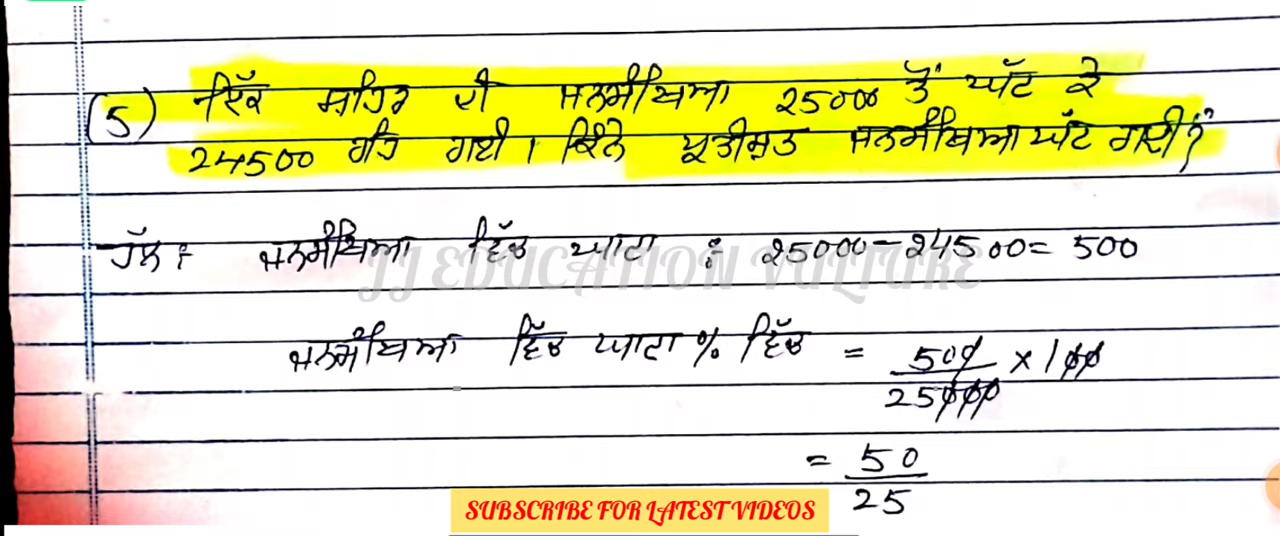 (5) ਇੱਕ ਸ਼ਹਿਰ ਦੀ ਜਨਸੰਖਿਆ 25000 ਤੋਂ ਘੱਟ ਕੇ
24500 ਰਹਿ ਗਈ। ਕਿੰਨੇ ਪ੍ਰਤੀਸ਼ਤ ਜਨਸੰਖਿਆ ਘੱਟ ਗਈ?
ਹੱਲ : ਜਨਸੰਖਿਆ ਵਿੱਚ ਘਾਟਾ : 25000 - 24500 = 500
JJ EDUCATION VULTURE
ਜਨਸੰਖਿਆ ਵਿੱਚ ਘਾਟਾ % ਵਿੱਚ = 500/25000 × 100
= 50/25
SUBSCRIBE FOR LATEST VIDEOS